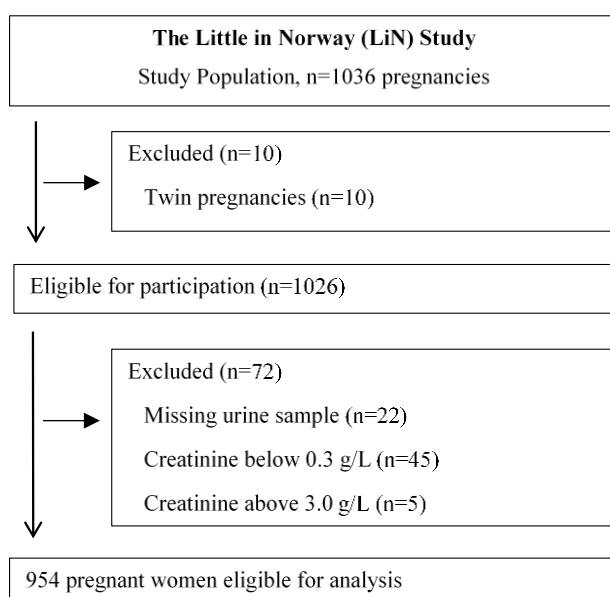 The Little in Norway (LiN) Study
Study Population, n=1036 pregnancies
Excluded (n=10)
Twin pregnancies (n=10)
Eligible for participation (n=1026)
Excluded (n=72)
Missing urine sample (n=22)
Creatinine below 0.3 g/L (n=45)
Creatinine above 3.0 g/L (n=5)
954 pregnant women eligible for analysis